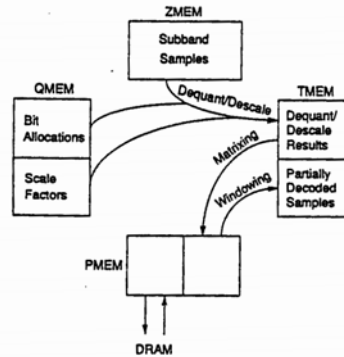 ZMEM
Subband
Samples
QMEM
Bit
Allocations
Scale
Factors
Dequant/Descale
TMEM
Dequant/
Descale
Results
Partially
Decoded
Samples
Matrixing
Windowing
PMEM
DRAM